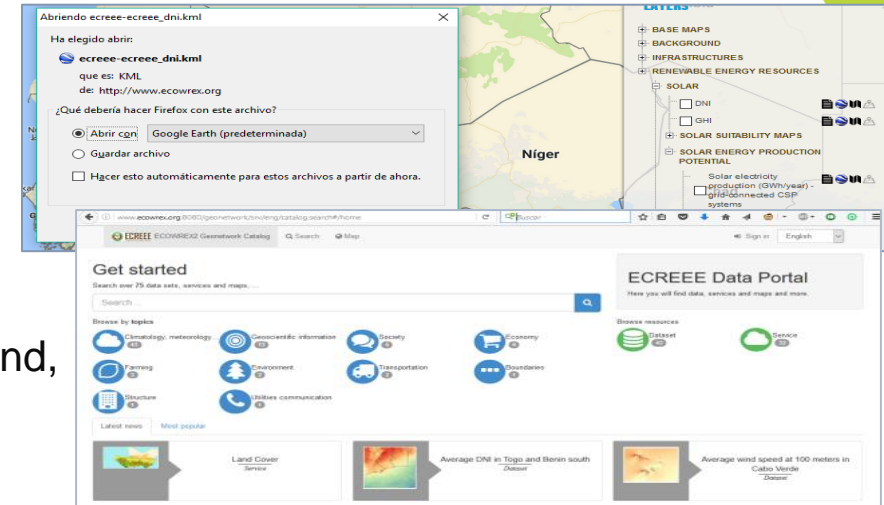 Abriendo ecreee-ecreee_dni.kml
Ha elegido abrir:
ecreee-ecreee_dni.kml
que es: KML
de: http://www.ecowrex.org
¿Qué debería hacer Firefox con este archivo?
Abrir con Google Earth (predeterminada)
Guardar archivo
Hacer esto automáticamente para estos archivos a partir de ahora.
Níger
LAYERS
BASE MAPS
BACKGROUND
INFRASTRUCTURES
RENEWABLE ENERGY RESOURCES
SOLAR
DNI
GHI
SOLAR SUITABILITY MAPS
SOLAR ENERGY PRODUCTION
POTENTIAL
Solar electricity
production (GWh/year) -
grid-connected CSP
systems
www.ecowrex.org:8080/geonetwork/srv/eng/catalog.search#/home
Buscar
ECREEE ECOWREX2 Geonetwork Catalog Search Map
Sign in English
Get started
Search over 75 data sets, services and maps, ...
Search ...
ECREEE Data Portal
Here you will find data, services and maps and more.
Browse by topics
Browse resources
Climatology, meteorology
Geoscientific information
Society
Economy
Dataset
Service
Farming
Environment
Transportation
Boundaries
Structure
Utilities communication
Latest news Most popular
Land Cover
Service
Average DNI in Togo and Benin south
Dataset
Average wind speed at 100 meters in
Cabo Verde
Dataset
nd,